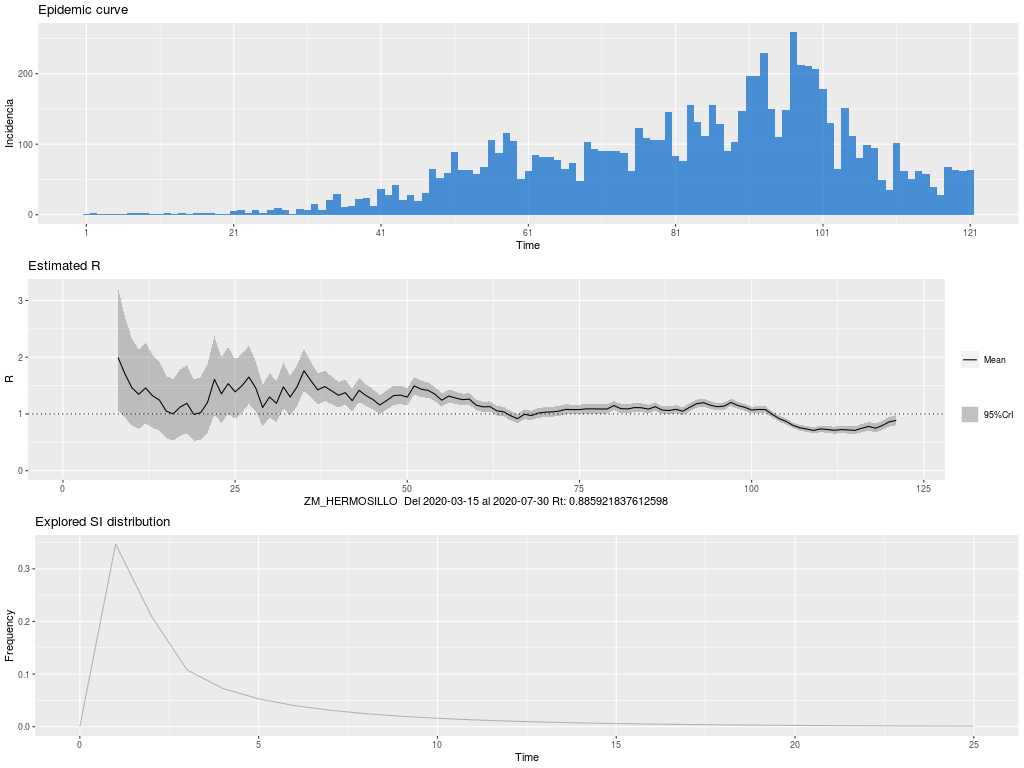 Epidemic curve
Incidencia
200
100
0
1 21 41 61 81 101 121
Time
Estimated R
R
3
2
1
0
0 25 50 75 100 125
ZM_HERMOSILLO Del 2020-03-15 al 2020-07-30 Rt: 0.885921837612598
Mean
95%CrI
Explored SI distribution
Frequency
0.3
0.2
0.1
0.0
0 5 10 15 20 25
Time